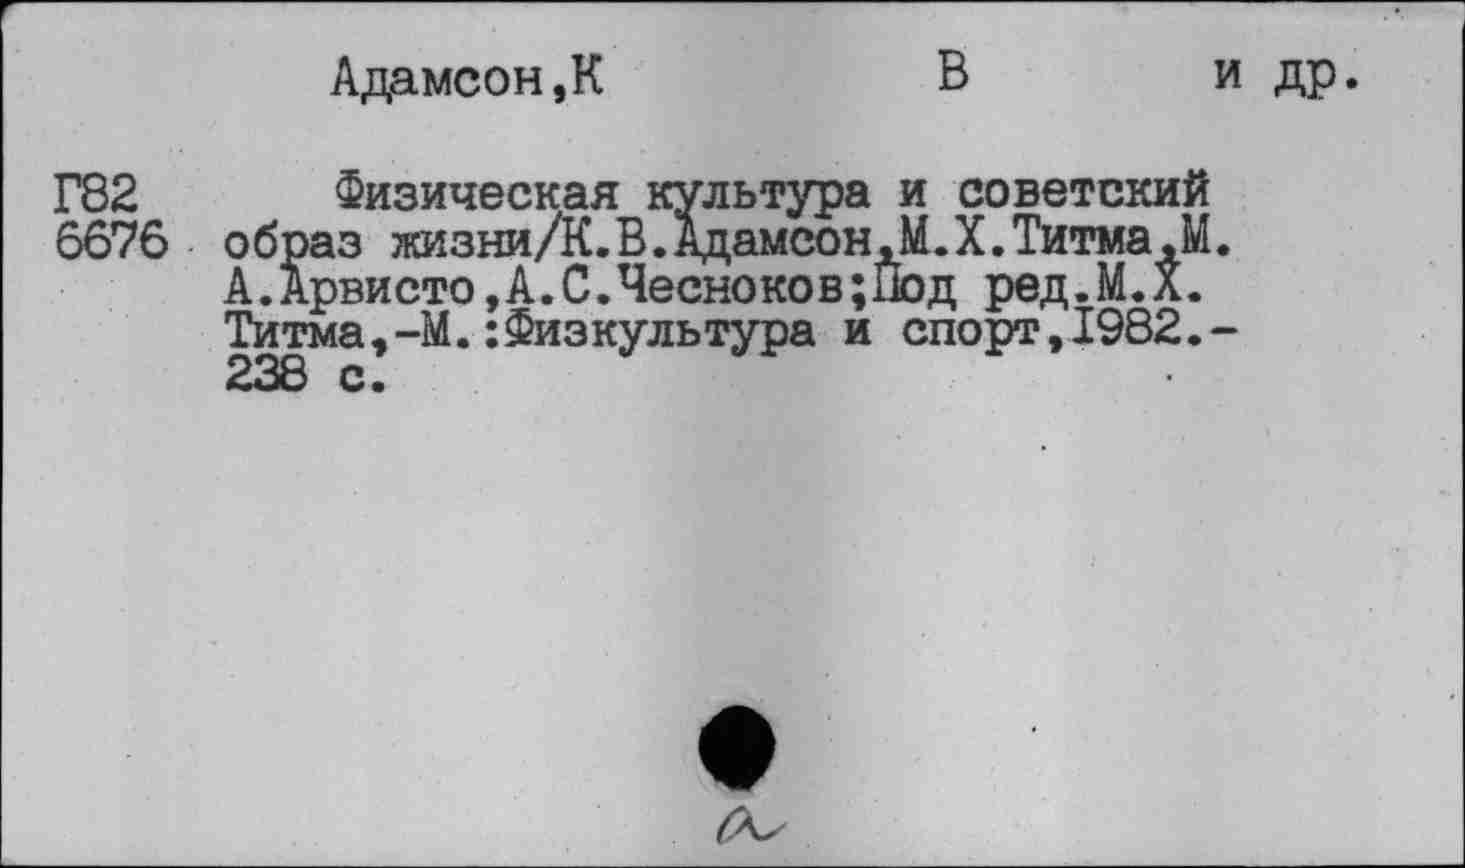 Адамсон,К В и др.
Г82 Физическая культура и советский
6676 образ жизни/К.В.Адамсон,М.Х.Титма,М.
А.Арвисто,А.С.Чесноков;Под ред.М.Х.
Титма,-М.:Физкультура и спорт,1982.-
238 с.